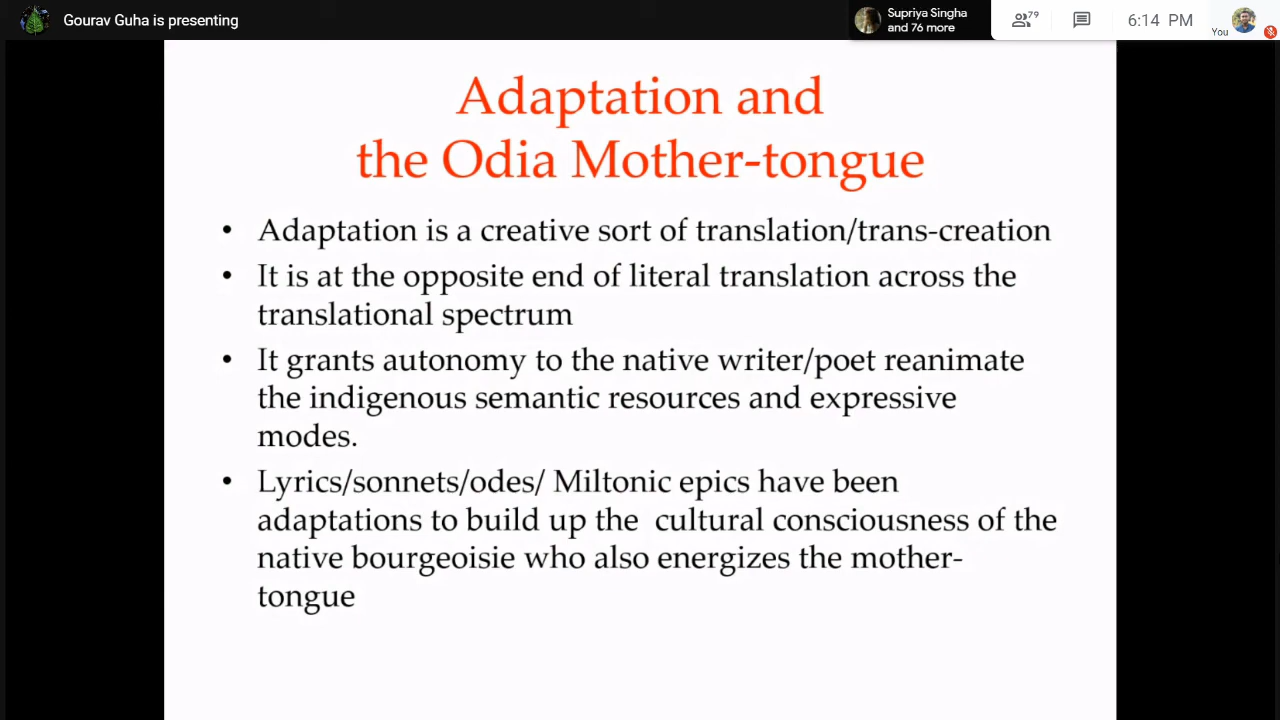 Gourav Guha is presenting
Supriya Singha
and 76 more
79
6:14 PM
You
Adaptation and
the Odia Mother-tongue
• Adaptation is a creative sort of translation/trans-creation
• It is at the opposite end of literal translation across the
translational spectrum
• It grants autonomy to the native writer/poet reanimate
the indigenous semantic resources and expressive
modes.
• Lyrics/sonnets/odes/ Miltonic epics have been
adaptations to build up the  cultural consciousness of the
native bourgeoisie who also energizes the mother-
tongue